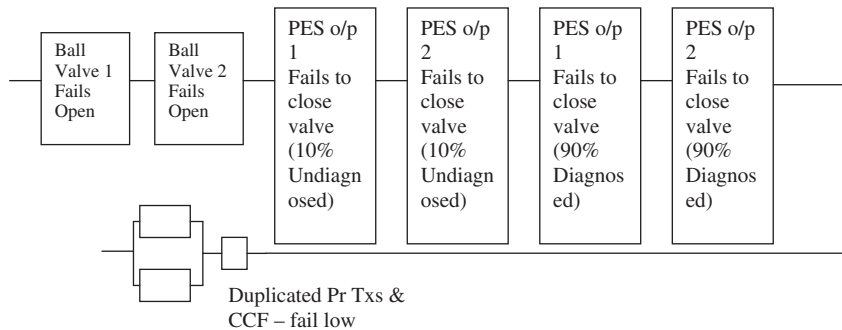 Ball
Valve 1
Fails
Open
Ball
Valve 2
Fails
Open
PES o/p
1
Fails to
close
valve
(10%
Undiagn
osed)
PES o/p
2
Fails to
close
valve
(10%
Undiagn
osed)
PES o/p
1
Fails to
close
valve
(90%
Diagnos
ed)
PES o/p
2
Fails to
close
valve
(90%
Diagnos
ed)
Duplicated Pr Txs &
CCF – fail low